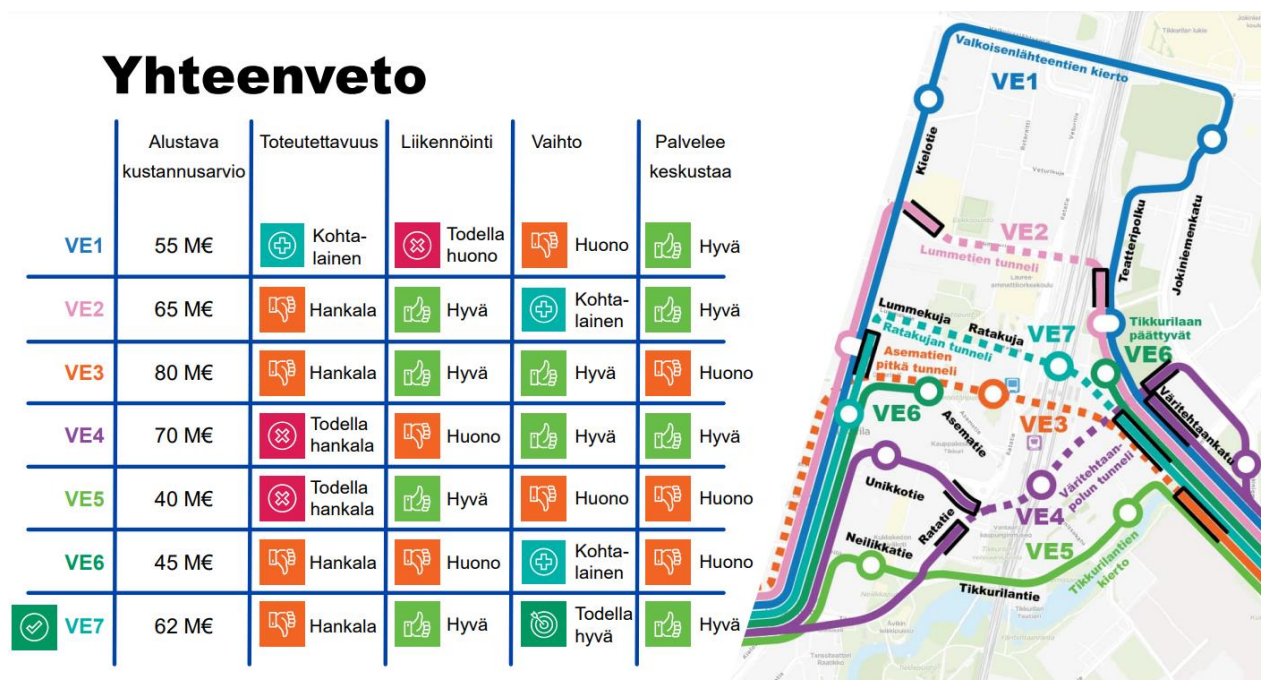 Yhteenveto
Alustava
kustannusarvio
Toteutettavuus
Liikennöinti
Vaihto
Palvelee
keskustaa
VE1
55 M€
Kohta-
lainen
Todella
huono
Huono
Hyvä
VE2
65 M€
Hankala
Hyvä
Kohta-
lainen
Hyvä
VE3
80 M€
Hankala
Hyvä
Hyvä
Huono
VE4
70 M€
Todella
hankala
Huono
Hyvä
Hyvä
VE5
40 M€
Todella
hankala
Hyvä
Huono
Huono
VE6
45 M€
Hankala
Huono
Kohta-
lainen
Huono
VE7
62 M€
Hankala
Hyvä
Todella
hyvä
Hyvä
Valkoisenlähteentien kierto
VE1
Kielotie
VE2
Lummetien tunneli
Teatteripolku
Jokiniemenkatu
Lummekuja
Ratakuja
Ratakujan tunneli
VE7
Tikkurilaan
päättyvät
VE6
Asematien
pitkä tunneli
VE6
VE3
Asematie
Väritehtaankatu
Unikkotie
Ratatie
VE4
Väritehtaan-
polun tunneli
Neilikkatie
VE5
Tikkurilantie
Tikkurilantien
kierto